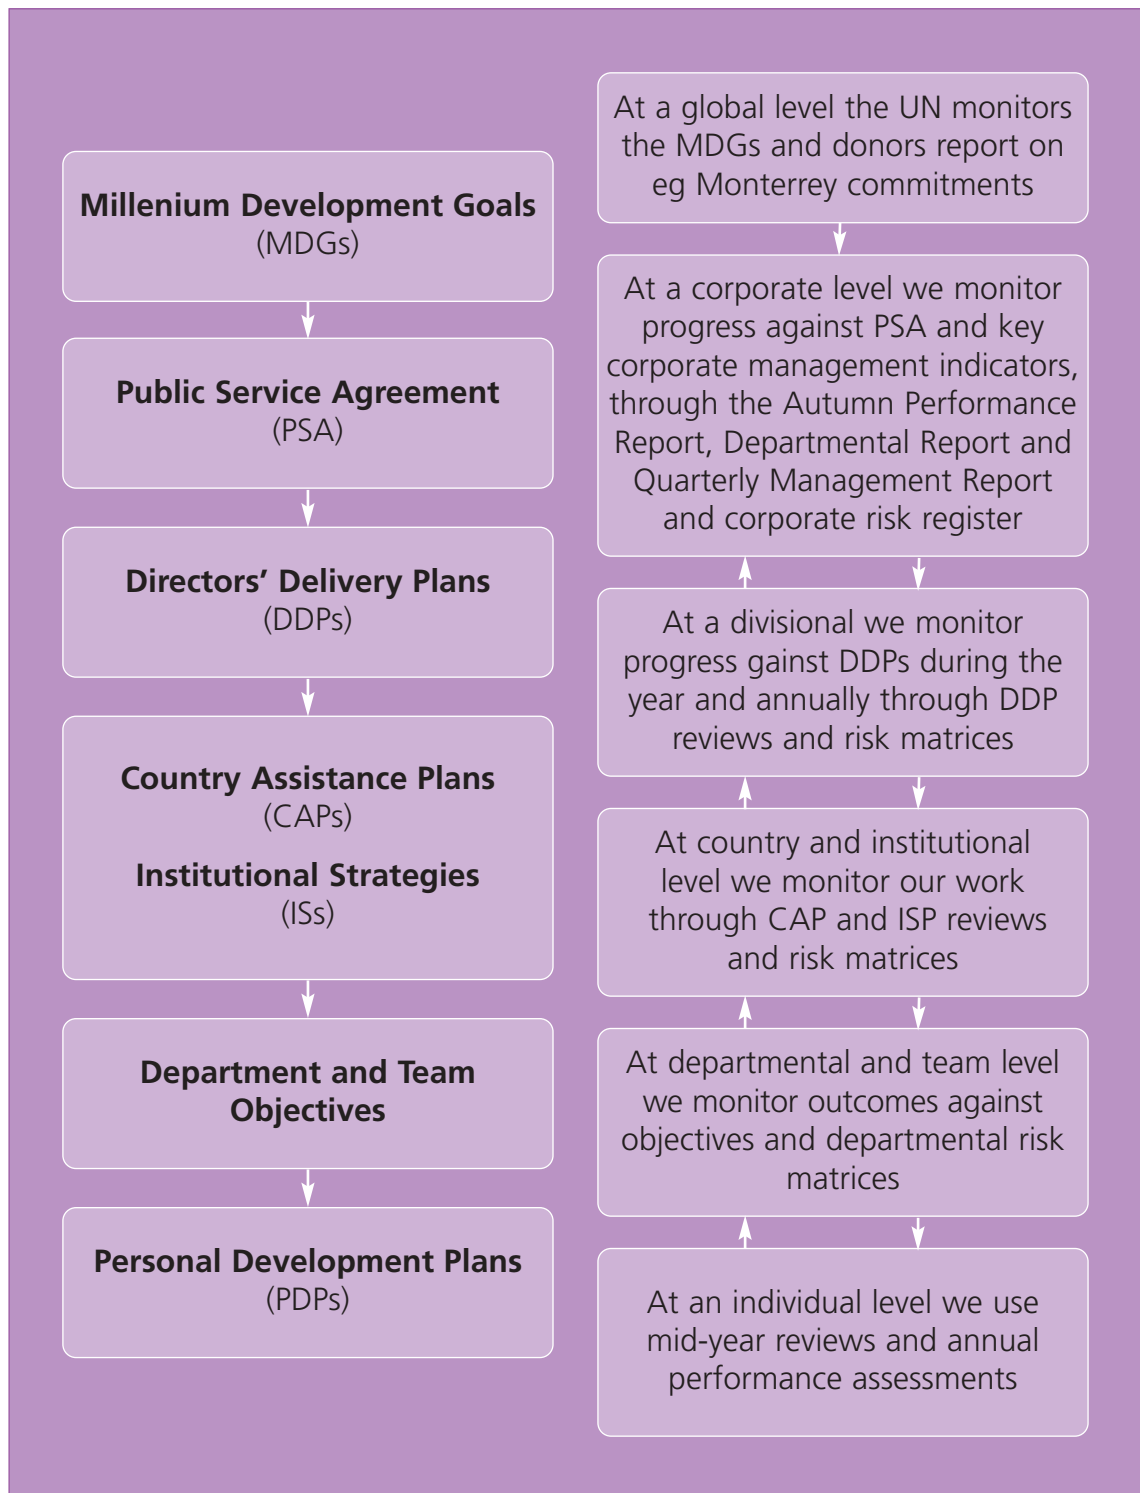 Millenium Development Goals
(MDGs)
Public Service Agreement
(PSA)
Directors’ Delivery Plans
(DDPs)
Country Assistance Plans
(CAPs)
Institutional Strategies
(ISs)
Department and Team
Objectives
Personal Development Plans
(PDPs)
At a global level the UN monitors
the MDGs and donors report on
eg Monterrey commitments
At a corporate level we monitor
progress against PSA and key
corporate management indicators,
through the Autumn Performance
Report, Departmental Report and
Quarterly Management Report
and corporate risk register
At a divisional we monitor
progress gainst DDPs during the
year and annually through DDP
reviews and risk matrices
At country and institutional
level we monitor our work
through CAP and ISP reviews
and risk matrices
At departmental and team level
we monitor outcomes against
objectives and departmental risk
matrices
At an individual level we use
mid-year reviews and annual
performance assessments